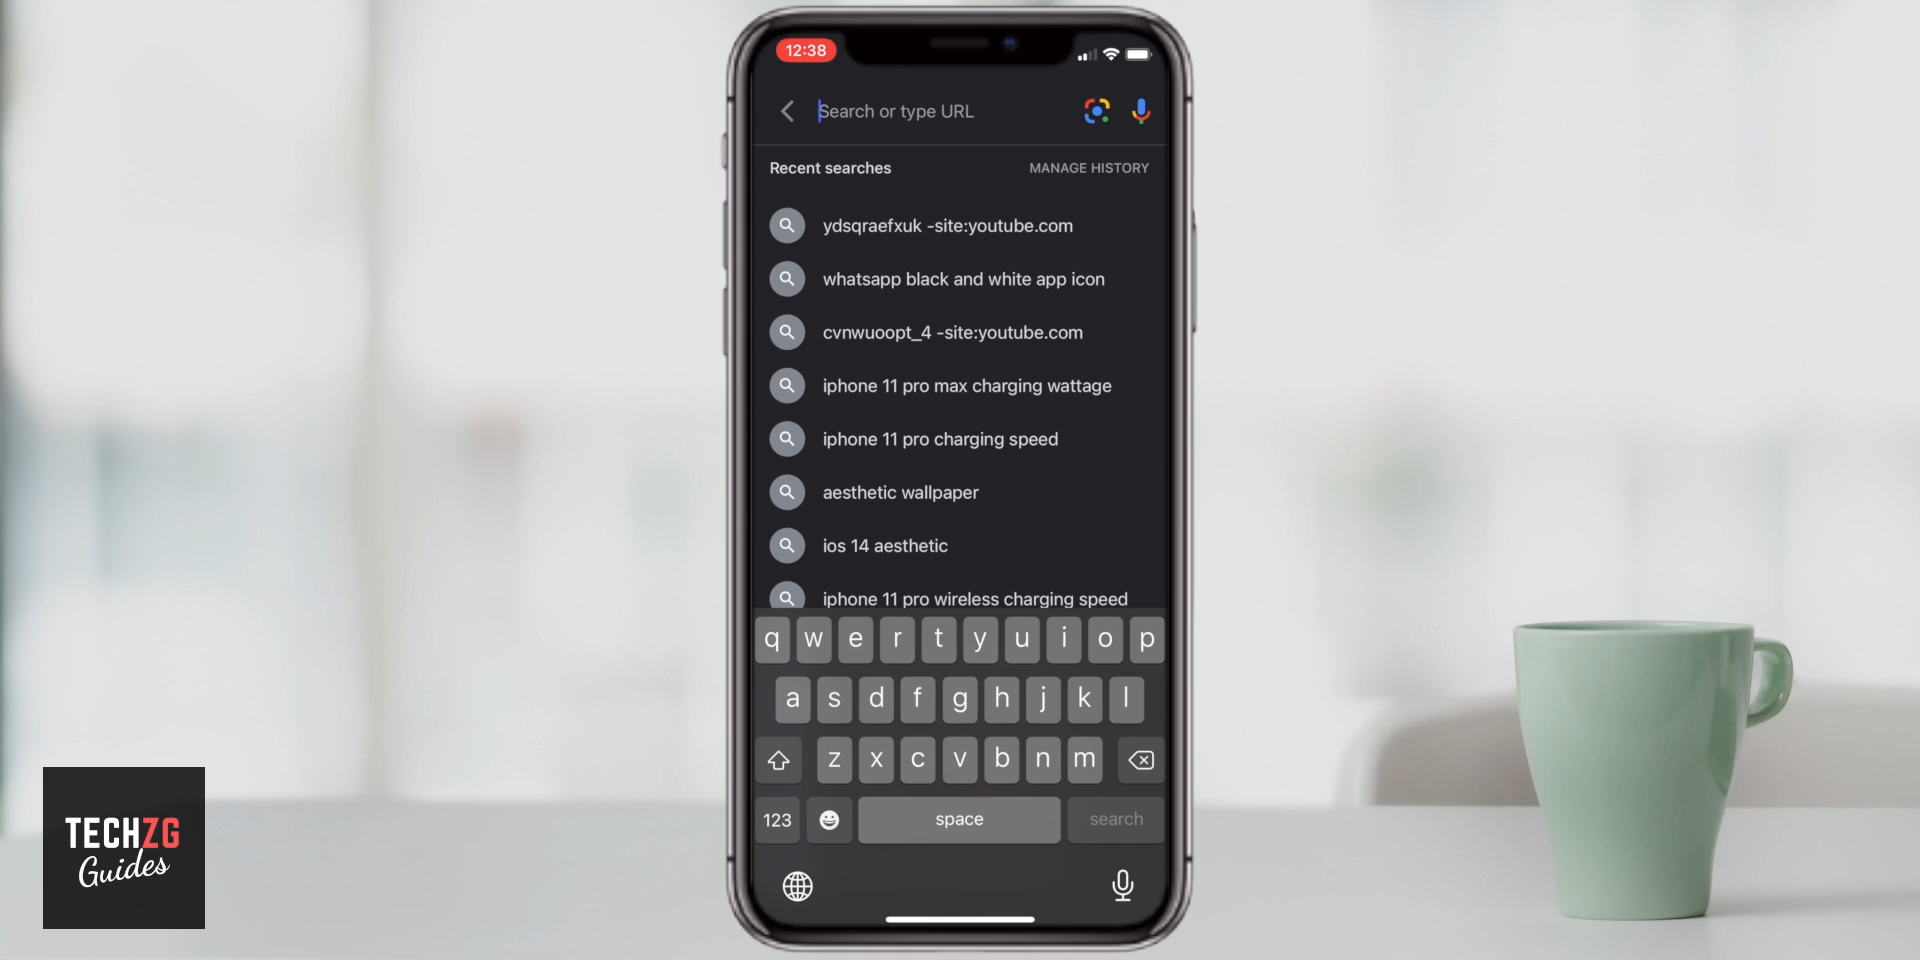 12:38
Search or type URL
Recent searches
MANAGE HISTORY
ydsqraefxuk -site:youtube.com
whatsapp black and white app icon
cvnwuoopt_4 -site:youtube.com
iphone 11 pro max charging wattage
iphone 11 pro charging speed
aesthetic wallpaper
ios 14 aesthetic
iphone 11 pro wireless charging speed
q w e r t y u i o p
a s d f g h j k l
z x c v b n m
123 space search
TECHZG
Guides